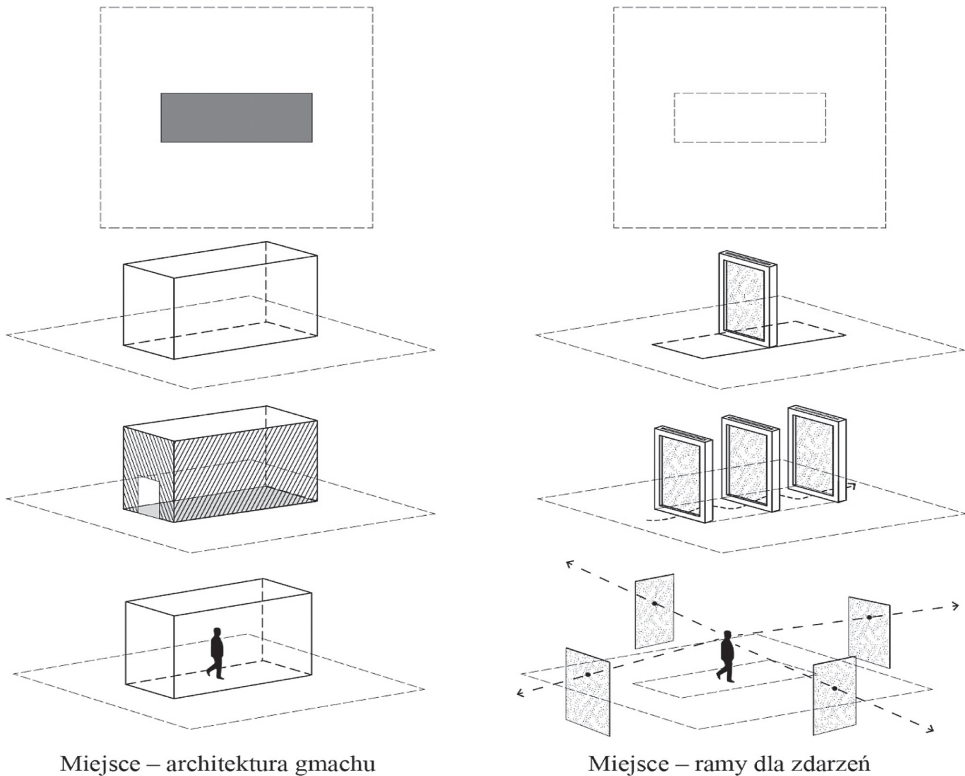 Miejsce – architektura gmachu
Miejsce – ramy dla zdarzeń